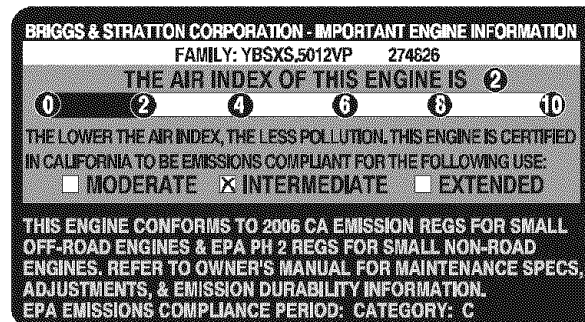 BRIGGS & STRATTON CORPORATION - IMPORTANT ENGINE INFORMATION
FAMILY: YBSXS.5012VP 274826
THE AIR INDEX OF THIS ENGINE IS 2
0 2 4 6 8 10
THE LOWER THE AIR INDEX, THE LESS POLLUTION. THIS ENGINE IS CERTIFIED
IN CALIFORNIA TO BE EMISSIONS COMPLIANT FOR THE FOLLOWING USE:
MODERATE INTERMEDIATE EXTENDED
THIS ENGINE CONFORMS TO 2006 CA EMISSION REGS FOR SMALL
OFF-ROAD ENGINES & EPA PH 2 REGS FOR SMALL NON-ROAD
ENGINES. REFER TO OWNER'S MANUAL FOR MAINTENANCE SPECS,
ADJUSTMENTS, & EMISSION DURABILITY INFORMATION.
EPA EMISSIONS COMPLIANCE PERIOD: CATEGORY: C